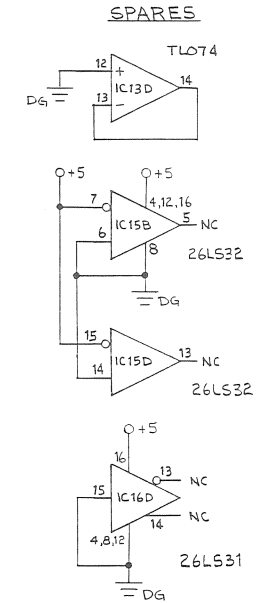 SPARES
TL074
12
+
IC13D
14
13
-
DG
+5
+5
7
4,12,16
IC15B
5
NC
6
8
26LS32
DG
15
IC15D
13
NC
14
26LS32
+5
16
13
NC
15
IC16D
NC
14
4,8,12
26LS31
DG